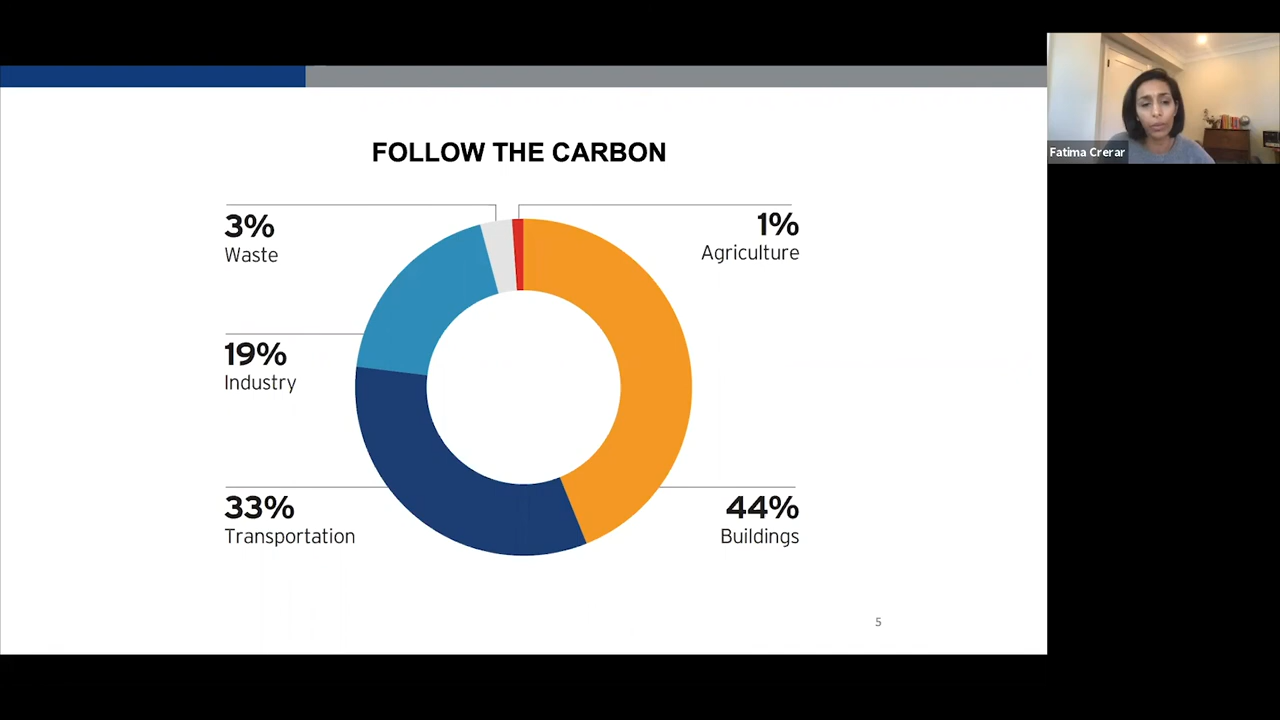 FOLLOW THE CARBON
3%
Waste
1%
Agriculture
19%
Industry
33%
Transportation
44%
Buildings
5
Fatima Crerar